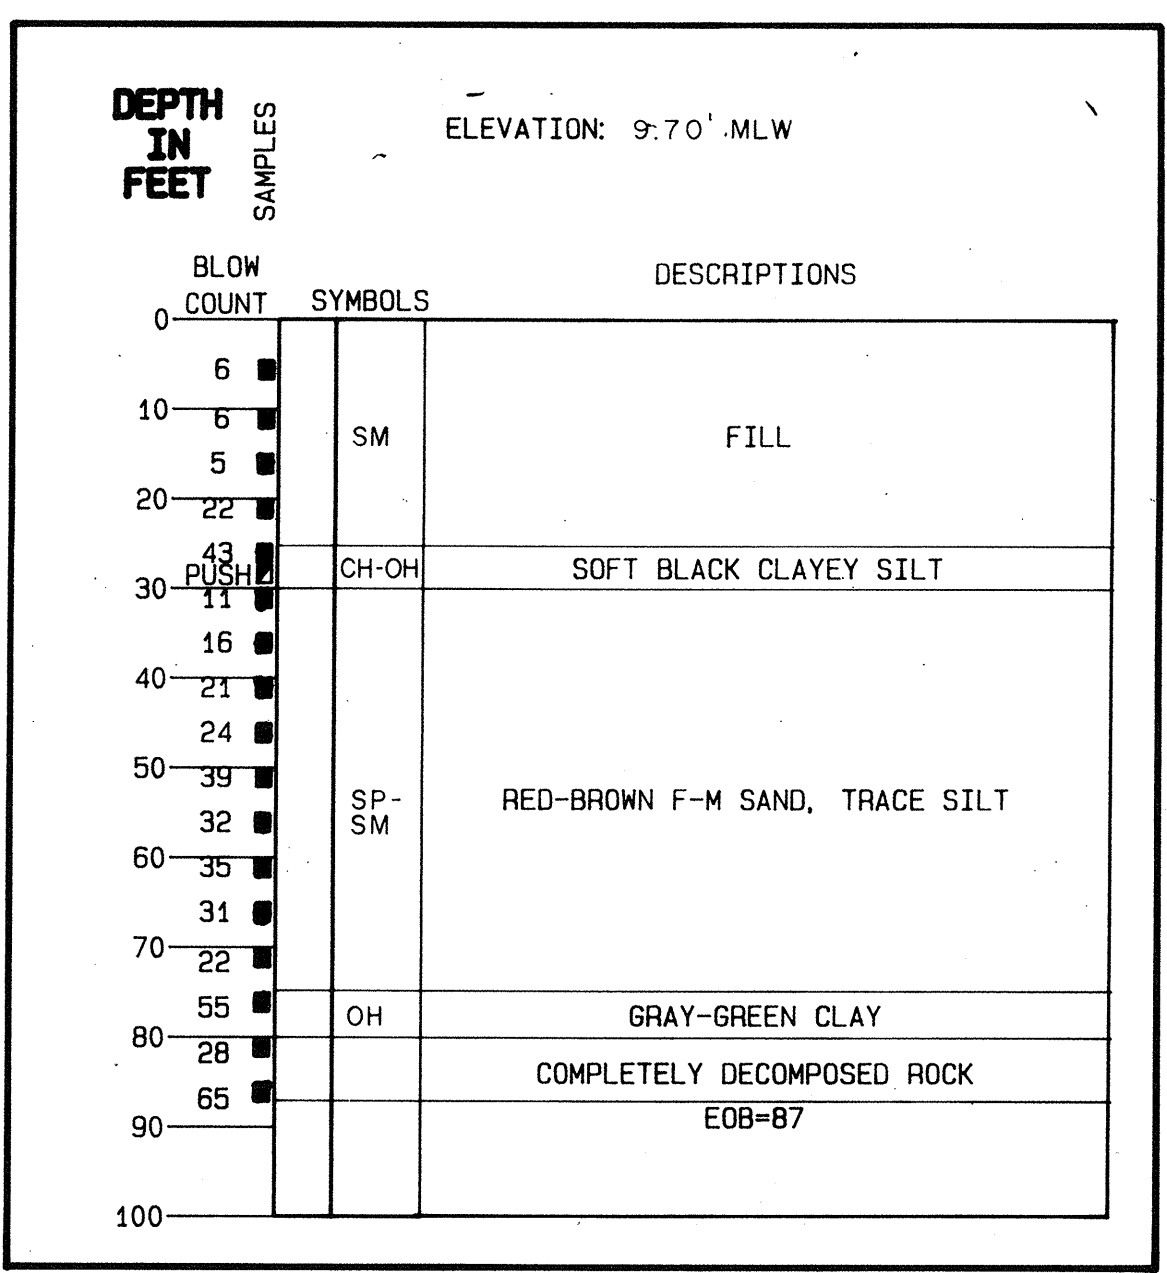 DEPTH
IN
FEET
SAMPLES
ELEVATION: 9.70' MLW
BLOW
COUNT
SYMBOLS
DESCRIPTIONS
0
6
10
6
SM
FILL
5
20
22
43
PUSH
CH-OH
SOFT BLACK CLAYEY SILT
30
11
16
40
21
24
50
39
SP-
SM
RED-BROWN F-M SAND, TRACE SILT
32
60
35
31
70
22
55
OH
GRAY-GREEN CLAY
80
28
COMPLETELY DECOMPOSED ROCK
65
EOB=87
90
100